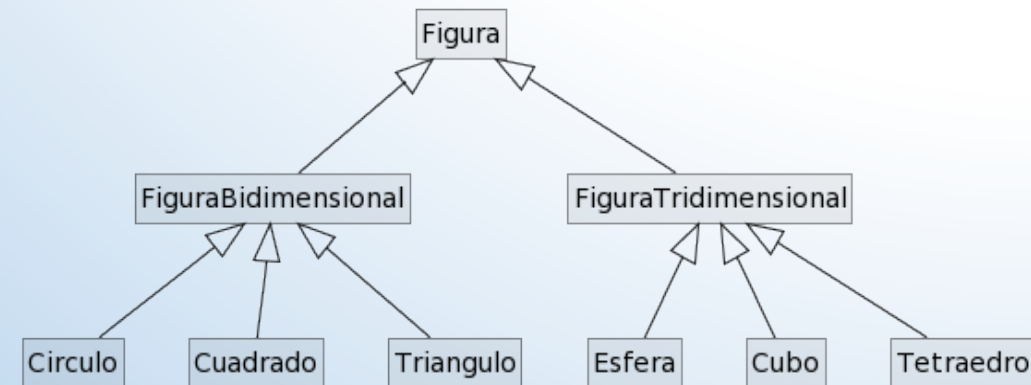 Figura
FiguraBidimensional
FiguraTridimensional
Circulo
Cuadrado
Triangulo
Esfera
Cubo
Tetraedro